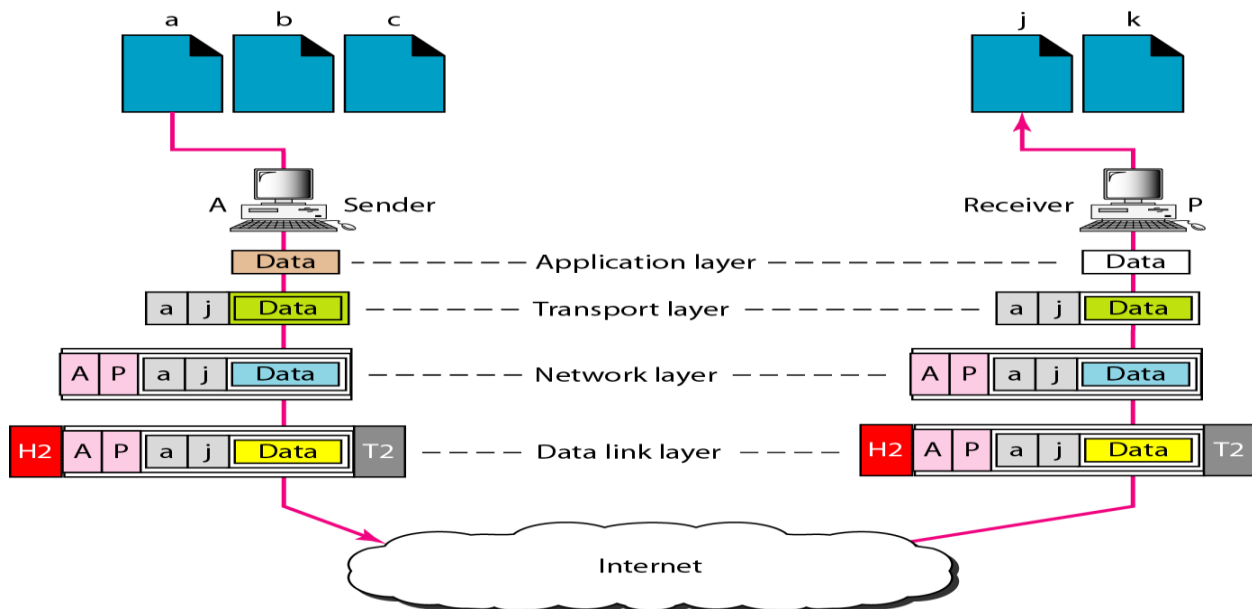 a b c j k
A Sender Receiver P
Data Application layer Data
a j Data Transport layer a j Data
A P a j Data Network layer A P a j Data
H2 A P a j Data T2 Data link layer H2 A P a j Data T2
Internet